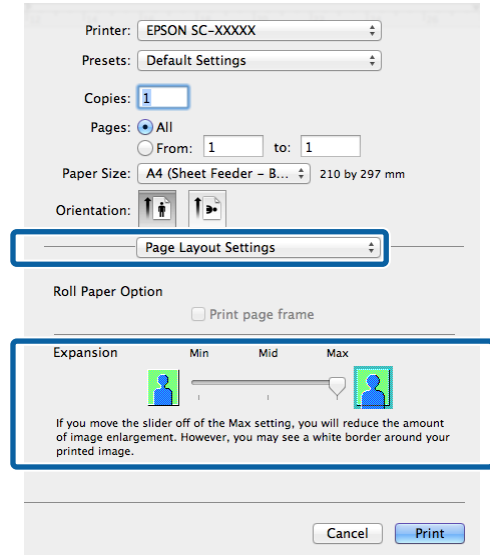 Printer: EPSON SC-XXXXX
Presets: Default Settings
Copies: 1
Pages: All
From: 1 to: 1
Paper Size: A4 (Sheet Feeder – B... 210 by 297 mm
Orientation:
Page Layout Settings
Roll Paper Option
Print page frame
Expansion Min Mid Max
If you move the slider off of the Max setting, you will reduce the amount
of image enlargement. However, you may see a white border around your
printed image.
Cancel Print